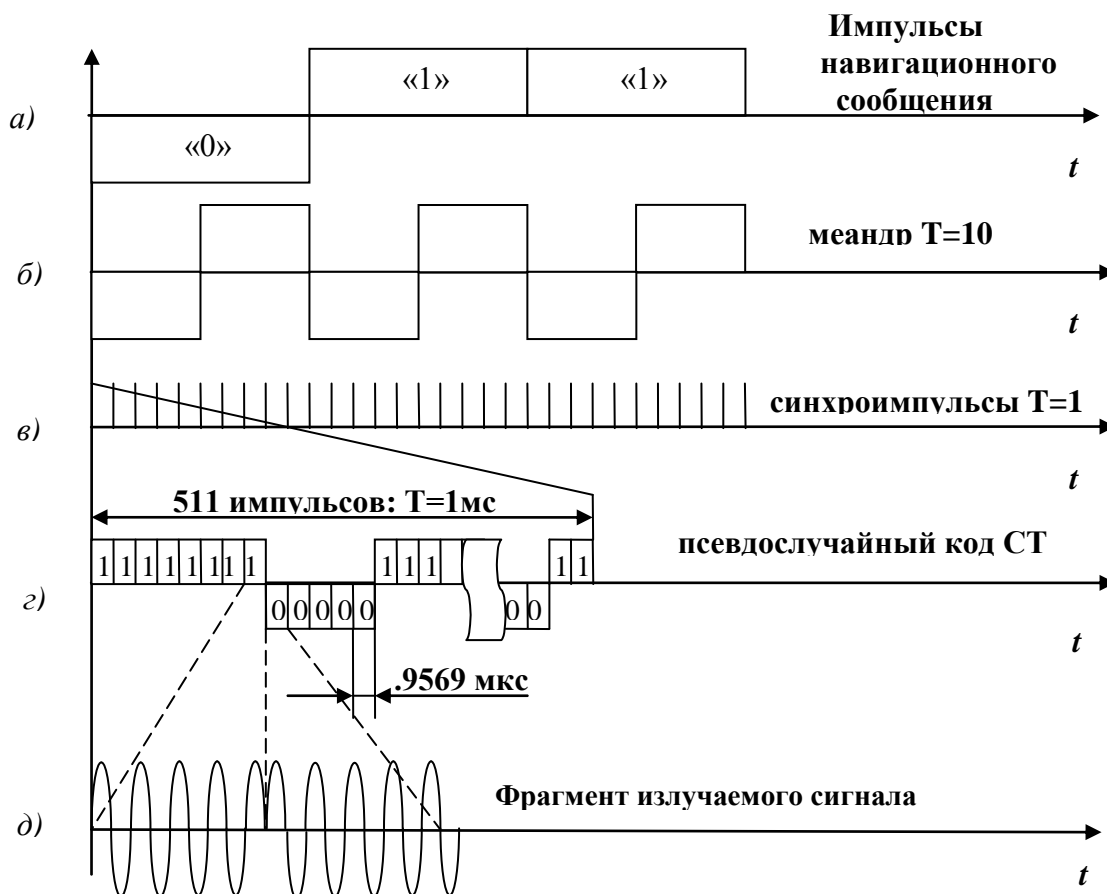 Импульсы
навигационного
сообщения
«1» «1»
а)
«0»
t
меандр T=10
б)
t
синхроимпульсы T=1
в)
t
511 импульсов: T=1мс
псевдослучайный код СТ
1 1 1 1 1 1 1 1 1 1 1 1 1
г)
0 0 0 0 0 0 0
t
.9569 мкс
Фрагмент излучаемого сигнала
д)
t